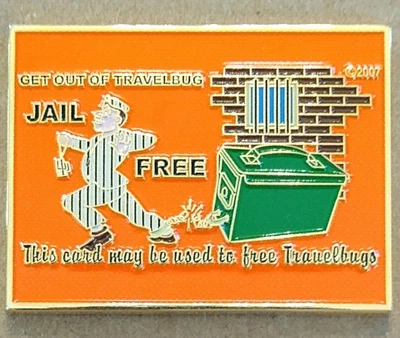 GET OUT OF TRAVELBUG
©2007
JAIL
FREE
This card may be used to free Travelbugs